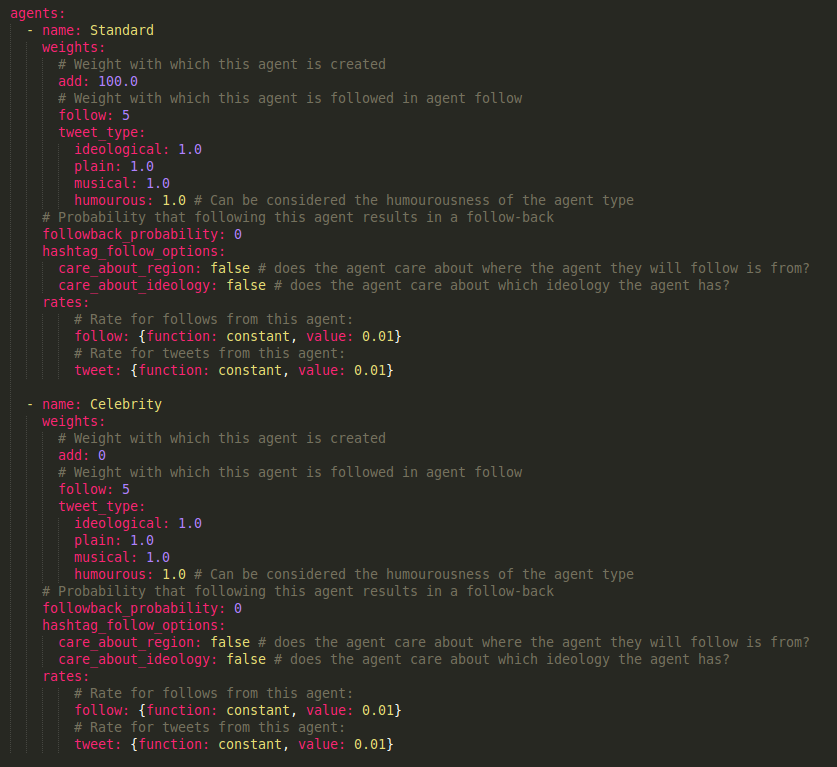 agents:
  - name: Standard
    weights:
      # Weight with which this agent is created
      add: 100.0
      # Weight with which this agent is followed in agent follow
      follow: 5
      tweet_type:
        ideological: 1.0
        plain: 1.0
        musical: 1.0
        humourous: 1.0 # Can be considered the humourousness of the agent type
    # Probability that following this agent results in a follow-back
    followback_probability: 0
    hashtag_follow_options:
      care_about_region: false # does the agent care about where the agent they will follow is from?
      care_about_ideology: false # does the agent care about which ideology the agent has?
    rates:
        # Rate for follows from this agent:
        follow: {function: constant, value: 0.01}
        # Rate for tweets from this agent:
        tweet: {function: constant, value: 0.01}

  - name: Celebrity
    weights:
      # Weight with which this agent is created
      add: 0
      # Weight with which this agent is followed in agent follow
      follow: 5
      tweet_type:
        ideological: 1.0
        plain: 1.0
        musical: 1.0
        humourous: 1.0 # Can be considered the humourousness of the agent type
    # Probability that following this agent results in a follow-back
    followback_probability: 0
    hashtag_follow_options:
      care_about_region: false # does the agent care about where the agent they will follow is from?
      care_about_ideology: false # does the agent care about which ideology the agent has?
    rates:
        # Rate for follows from this agent:
        follow: {function: constant, value: 0.01}
        # Rate for tweets from this agent:
        tweet: {function: constant, value: 0.01}